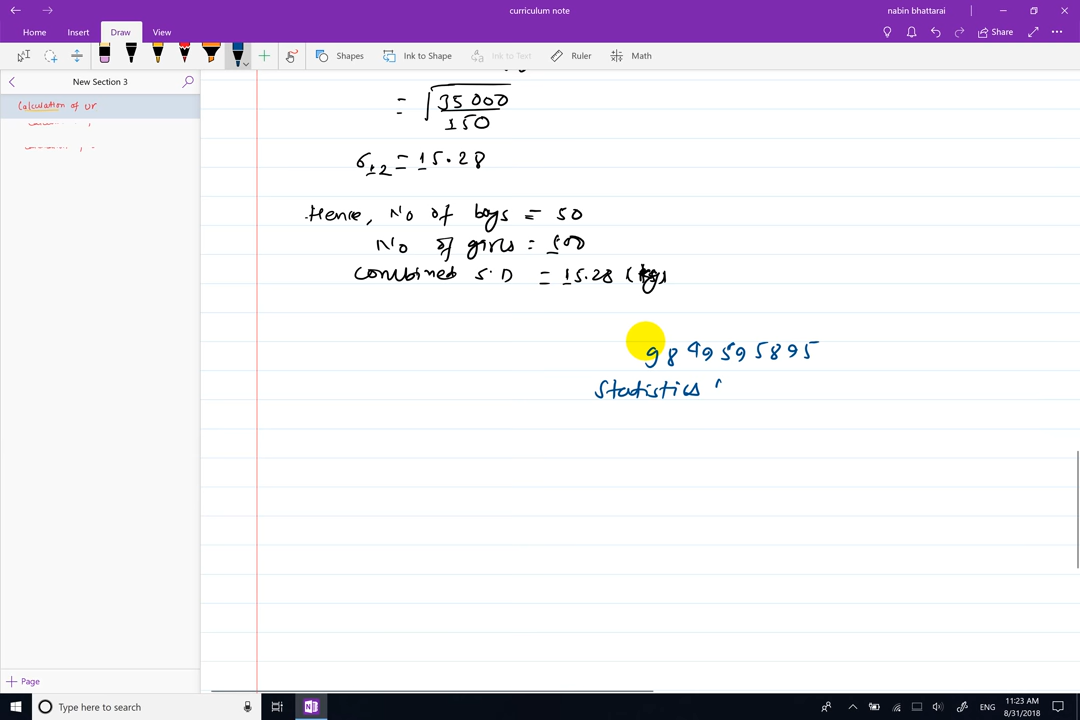 curriculum note
nabin bhattarai
Home Insert Draw View
Share
Shapes Ink to Shape Ink to Text Ruler Math
New Section 3
Calculation of ur
= √35000/150
σ12 = 15.28
Hence, No of boys = 50
No of girls = 100
Combined S.D = 15.28 (kgs)
9849595895
Statistics
+ Page
Type here to search
ENG
11:23 AM
8/31/2018